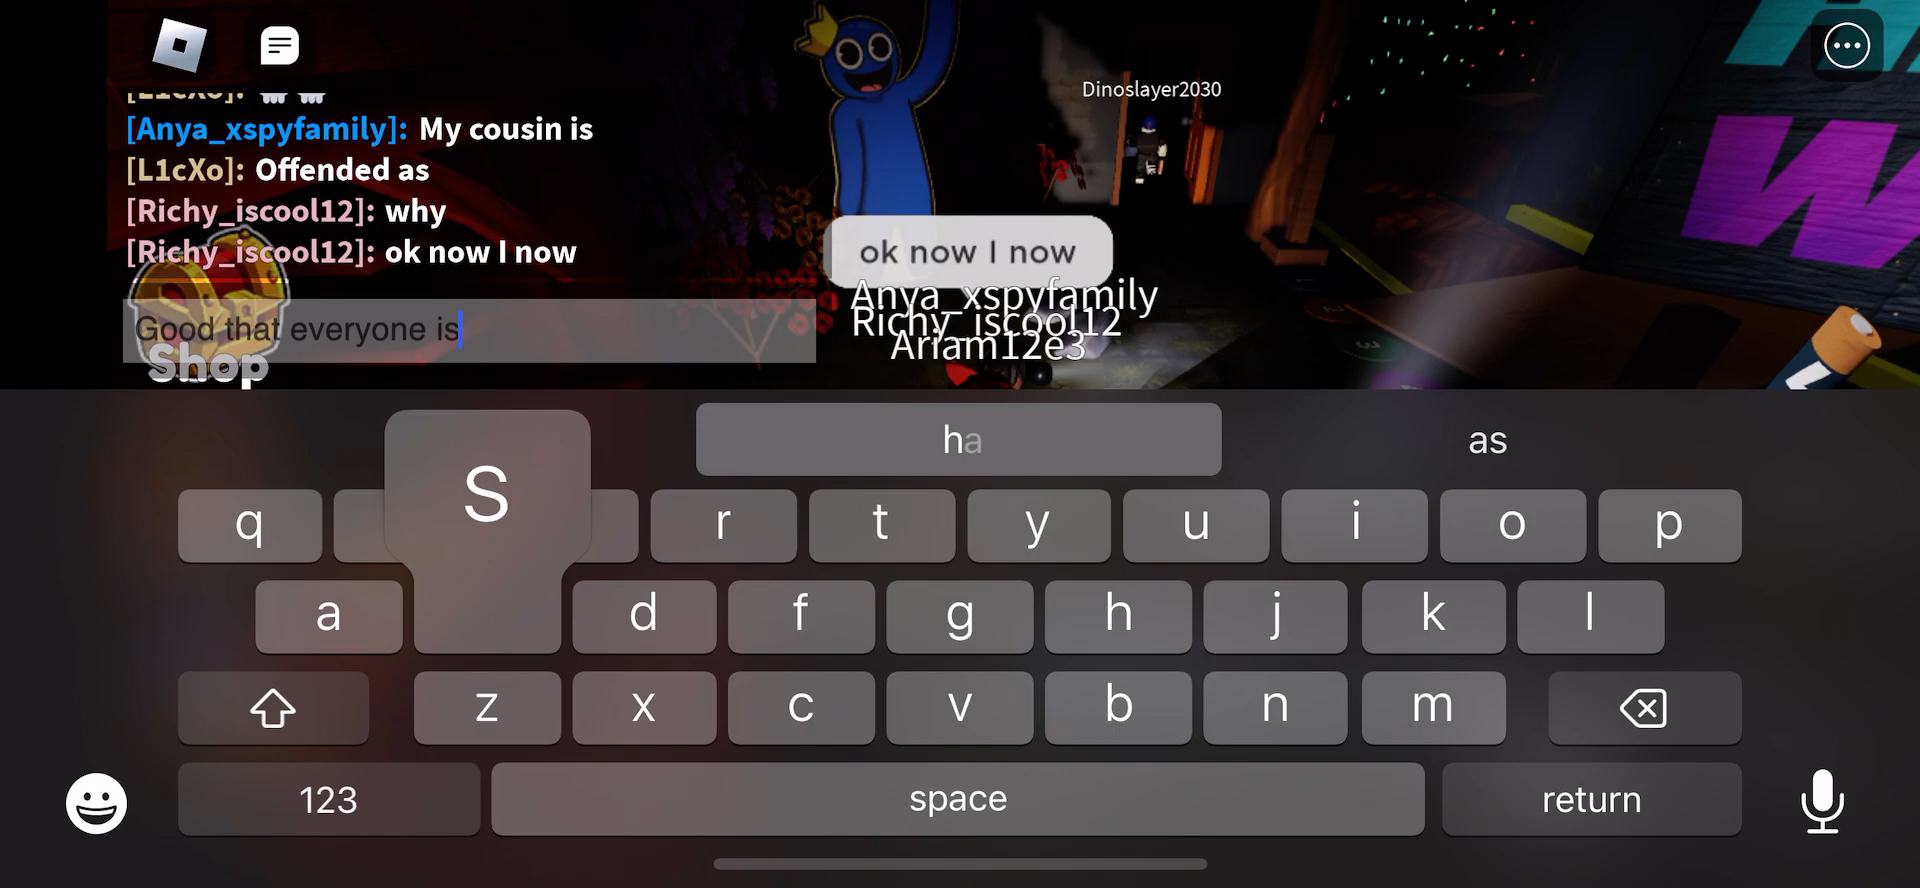 [L1cXo]:
Dinoslayer2030
[Anya_xspyfamily]: My cousin is
[L1cXo]: Offended as
[Richy_iscool12]: why
[Richy_iscool12]: ok now I now
ok now I now
Anya_xspyfamily
Richy_iscool12
Ariam12e3
Good that everyone is
Shop
W
ha
as
S
q r t y u i o p
a d f g h j k l
z x c v b n m
123 space return